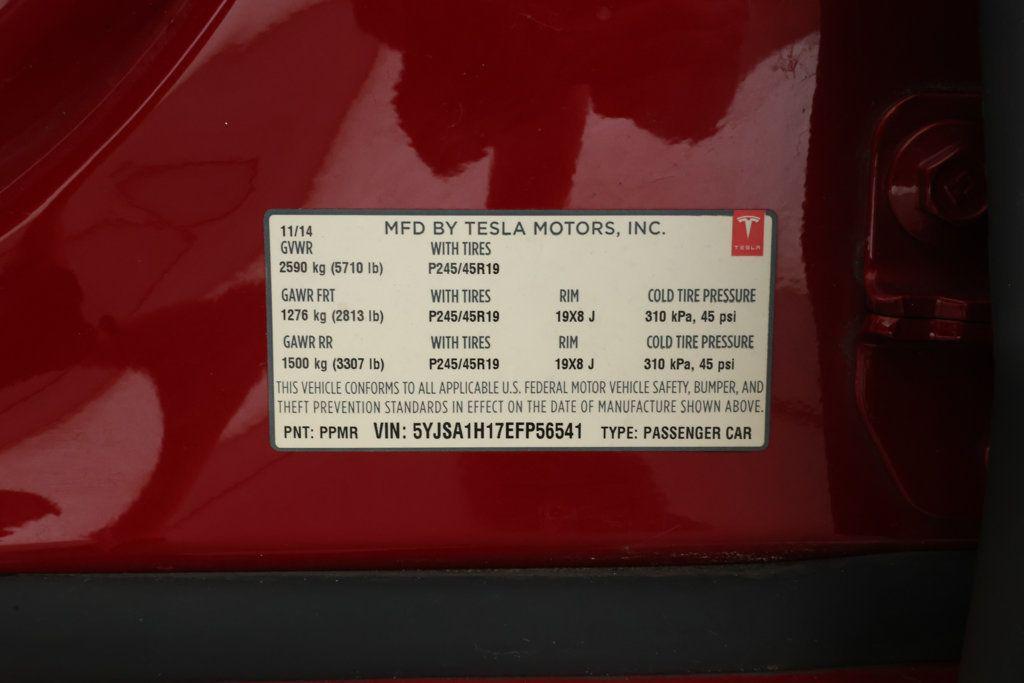 11/14 MFD BY TESLA MOTORS, INC.
TESLA
GVWR WITH TIRES
2590 kg (5710 lb) P245/45R19
GAWR FRT WITH TIRES RIM COLD TIRE PRESSURE
1276 kg (2813 lb) P245/45R19 19X8 J 310 kPa, 45 psi
GAWR RR WITH TIRES RIM COLD TIRE PRESSURE
1500 kg (3307 lb) P245/45R19 19X8 J 310 kPa, 45 psi
THIS VEHICLE CONFORMS TO ALL APPLICABLE U.S. FEDERAL MOTOR VEHICLE SAFETY, BUMPER, AND
THEFT PREVENTION STANDARDS IN EFFECT ON THE DATE OF MANUFACTURE SHOWN ABOVE.
PNT: PPMR VIN: 5YJSA1H17EFP56541 TYPE: PASSENGER CAR